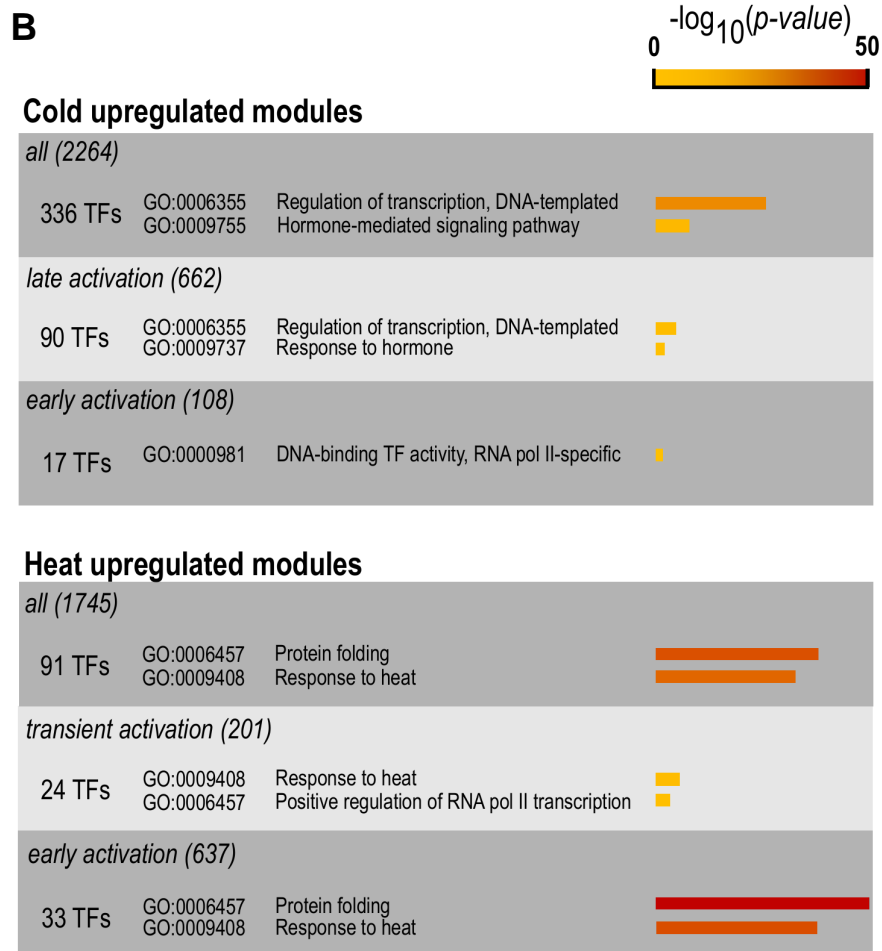 B
-log10(p-value)
0 50
Cold upregulated modules
all (2264)
336 TFs
GO:0006355 Regulation of transcription, DNA-templated
GO:0009755 Hormone-mediated signaling pathway
late activation (662)
90 TFs
GO:0006355 Regulation of transcription, DNA-templated
GO:0009737 Response to hormone
early activation (108)
17 TFs
GO:0000981 DNA-binding TF activity, RNA pol II-specific
Heat upregulated modules
all (1745)
91 TFs
GO:0006457 Protein folding
GO:0009408 Response to heat
transient activation (201)
24 TFs
GO:0009408 Response to heat
GO:0006457 Positive regulation of RNA pol II transcription
early activation (637)
33 TFs
GO:0006457 Protein folding
GO:0009408 Response to heat